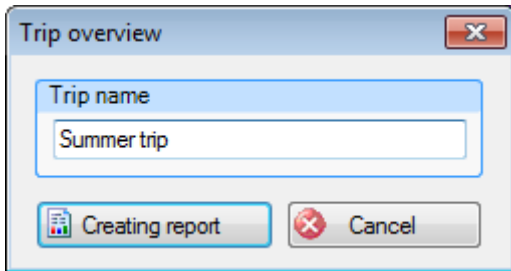 Trip overview
Trip name
Summer trip
Creating report
Cancel